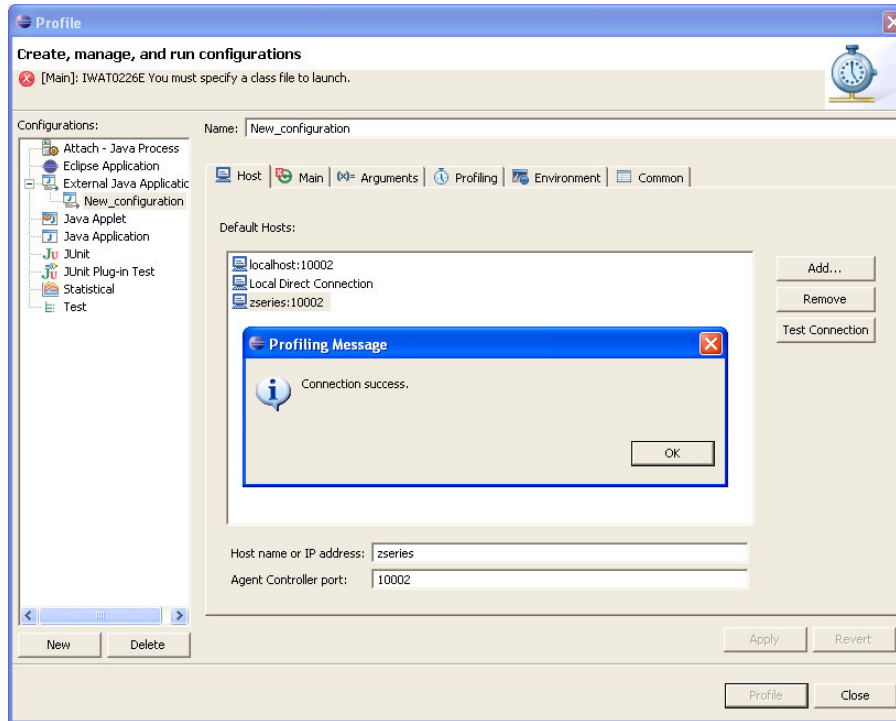 Profile
Create, manage, and run configurations
[Main]: IWAT0226E You must specify a class file to launch.
Configurations:
Attach - Java Process
Eclipse Application
External Java Applicatic
New_configuration
Java Applet
Java Application
JUnit
JUnit Plug-in Test
Statistical
Test
New
Delete
Name: New_configuration
Host
Main
(x)= Arguments
Profiling
Environment
Common
Default Hosts:
localhost:10002
Local Direct Connection
zseries:10002
Add...
Remove
Test Connection
Profiling Message
Connection success.
OK
Host name or IP address: zseries
Agent Controller port: 10002
Apply
Revert
Profile
Close